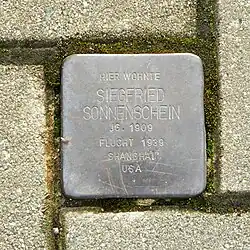 HIER WOHNTE
SIEGFRIED
SONNENSCHEIN
JG. 1909
FLUCHT 1939
SHANGHAI
USA